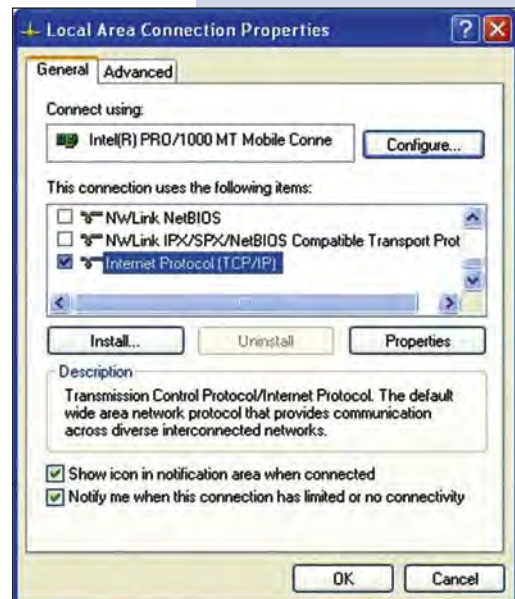 Local Area Connection Properties
General
Advanced
Connect using:
Intel(R) PRO/1000 MT Mobile Conne
Configure...
This connection uses the following items:
NWLink NetBIOS
NWLink IPX/SPX/NetBIOS Compatible Transport Prot
Internet Protocol (TCP/IP)
Install...
Uninstall
Properties
Description
Transmission Control Protocol/Internet Protocol. The default
wide area network protocol that provides communication
across diverse interconnected networks.
Show icon in notification area when connected
Notify me when this connection has limited or no connectivity
OK
Cancel